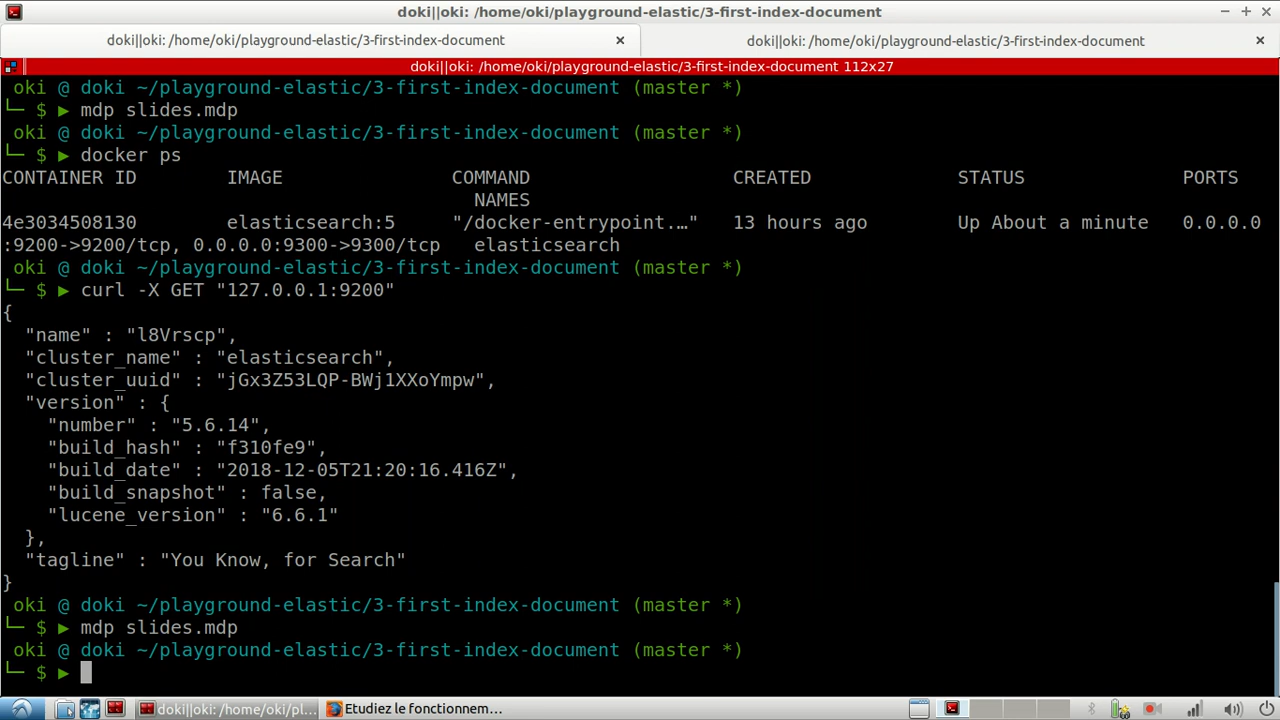 doki||oki: /home/oki/playground-elastic/3-first-index-document
doki||oki: /home/oki/playground-elastic/3-first-index-document
doki||oki: /home/oki/playground-elastic/3-first-index-document
doki||oki: /home/oki/playground-elastic/3-first-index-document 112x27
oki @ doki ~/playground-elastic/3-first-index-document (master *)
└─ $ ▶ mdp slides.mdp
oki @ doki ~/playground-elastic/3-first-index-document (master *)
└─ $ ▶ docker ps
CONTAINER ID        IMAGE               COMMAND                  CREATED             STATUS              PORTS
NAMES
4e3034508130        elasticsearch:5     "/docker-entrypoint.…"   13 hours ago        Up About a minute   0.0.0.0
:9200->9200/tcp, 0.0.0.0:9300->9300/tcp   elasticsearch
oki @ doki ~/playground-elastic/3-first-index-document (master *)
└─ $ ▶ curl -X GET "127.0.0.1:9200"
{
  "name" : "l8Vrscp",
  "cluster_name" : "elasticsearch",
  "cluster_uuid" : "jGx3Z53LQP-BWj1XXoYmpw",
  "version" : {
    "number" : "5.6.14",
    "build_hash" : "f310fe9",
    "build_date" : "2018-12-05T21:20:16.416Z",
    "build_snapshot" : false,
    "lucene_version" : "6.6.1"
  },
  "tagline" : "You Know, for Search"
}
oki @ doki ~/playground-elastic/3-first-index-document (master *)
└─ $ ▶ mdp slides.mdp
oki @ doki ~/playground-elastic/3-first-index-document (master *)
└─ $ ▶
doki||oki: /home/oki/pl... Etudiez le fonctionnem…